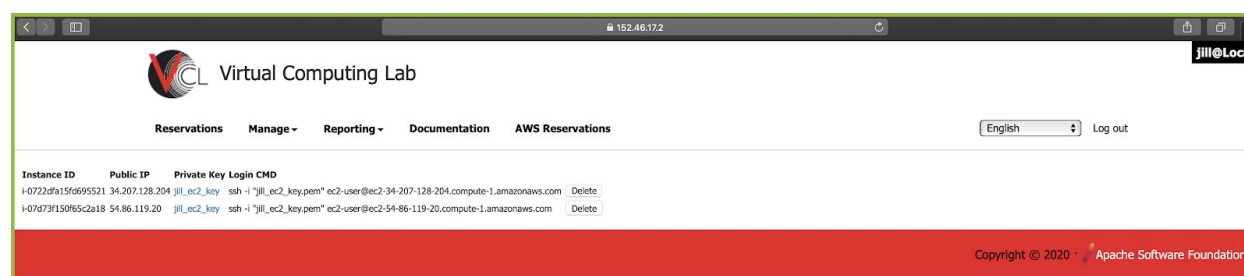 152.46.17.2
jill@Loc
VCL Virtual Computing Lab
Reservations Manage Reporting Documentation AWS Reservations English Log out
Instance ID Public IP Private Key Login CMD
i-0722dfa15fd695521 34.207.128.204 jill_ec2_key ssh -i "jill_ec2_key.pem" ec2-user@ec2-34-207-128-204.compute-1.amazonaws.com Delete
i-07d73f150f65c2a18 54.86.119.20 jill_ec2_key ssh -i "jill_ec2_key.pem" ec2-user@ec2-54-86-119-20.compute-1.amazonaws.com Delete
Copyright © 2020 · Apache Software Foundation